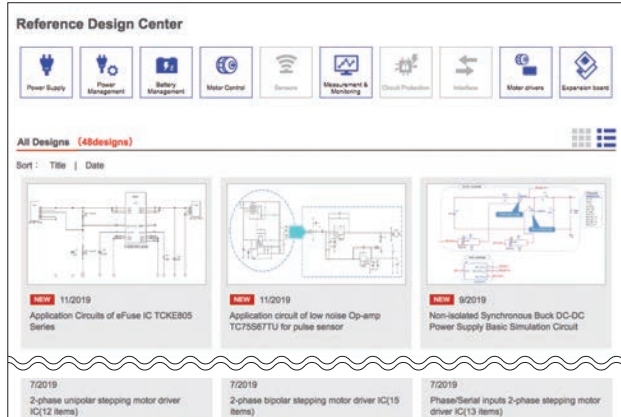 Reference Design Center
Power Supply
Power
Management
Battery
Management
Motor Control
Sensors
Measurement &
Monitoring
Circuit Protection
Interface
Motor drivers
Expansion board
All Designs (48designs)
Sort : Title | Date
NEW 11/2019
Application Circuits of eFuse IC TCKE805
Series
NEW 11/2019
Application circuit of low noise Op-amp
TC75S67TU for pulse sensor
NEW 9/2019
Non-isolated Synchronous Buck DC-DC
Power Supply Basic Simulation Circuit
7/2019
2-phase unipolar stepping motor driver
IC(12 items)
7/2019
2-phase bipolar stepping motor driver IC(15
items)
7/2019
Phase/Serial inputs 2-phase stepping motor
driver IC(13 items)